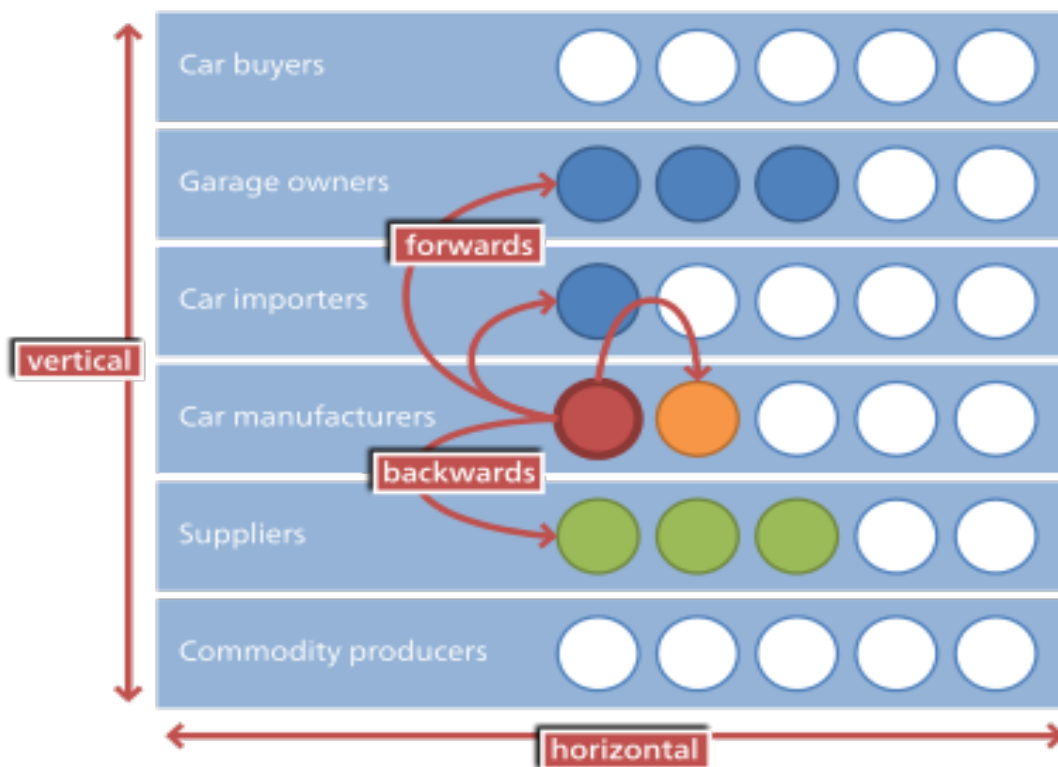 Car buyers
Garage owners
forwards
Car importers
vertical
Car manufacturers
backwards
Suppliers
Commodity producers
horizontal